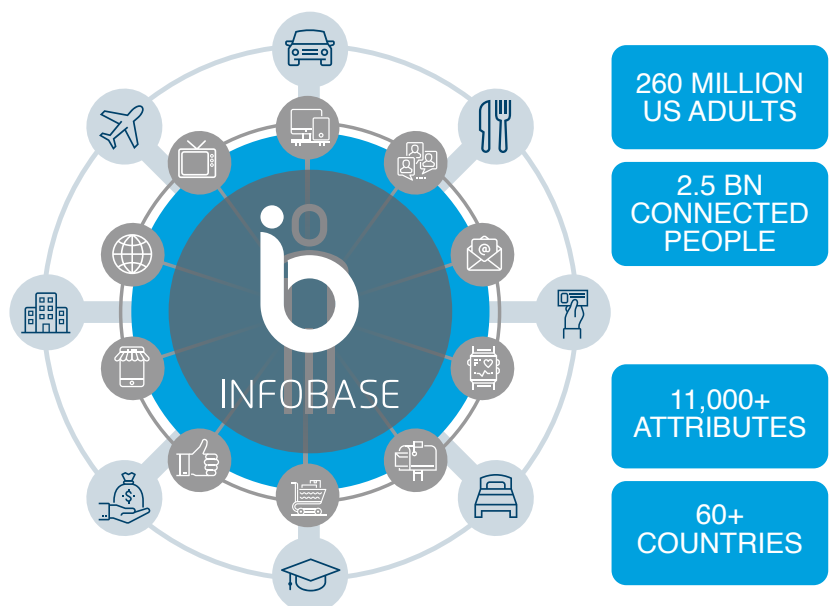 INFOBASE
260 MILLION
US ADULTS
2.5 BN
CONNECTED
PEOPLE
11,000+
ATTRIBUTES
60+
COUNTRIES